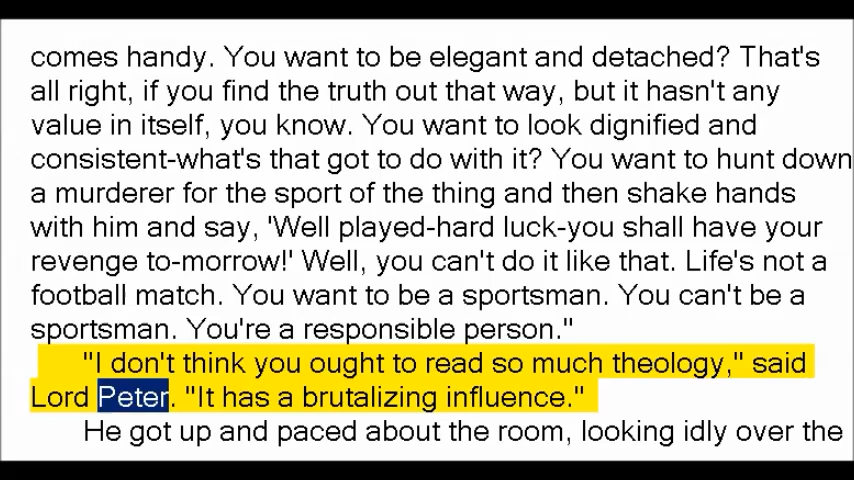 comes handy. You want to be elegant and detached? That's
all right, if you find the truth out that way, but it hasn't any
value in itself, you know. You want to look dignified and
consistent-what's that got to do with it? You want to hunt down
a murderer for the sport of the thing and then shake hands
with him and say, 'Well played-hard luck-you shall have your
revenge to-morrow!' Well, you can't do it like that. Life's not a
football match. You want to be a sportsman. You can't be a
sportsman. You're a responsible person."
"I don't think you ought to read so much theology," said
Lord Peter. "It has a brutalizing influence."
He got up and paced about the room, looking idly over the